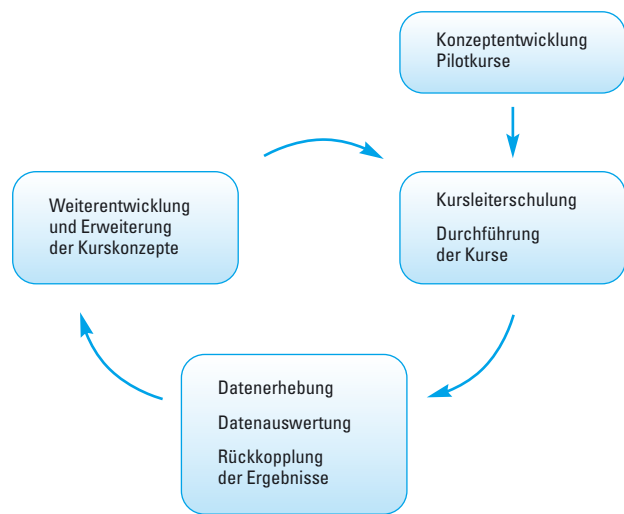 Konzeptentwicklung
Pilotkurse
Weiterentwicklung
und Erweiterung
der Kurskonzepte
Kursleiterschulung
Durchführung
der Kurse
Datenerhebung
Datenauswertung
Rückkopplung
der Ergebnisse